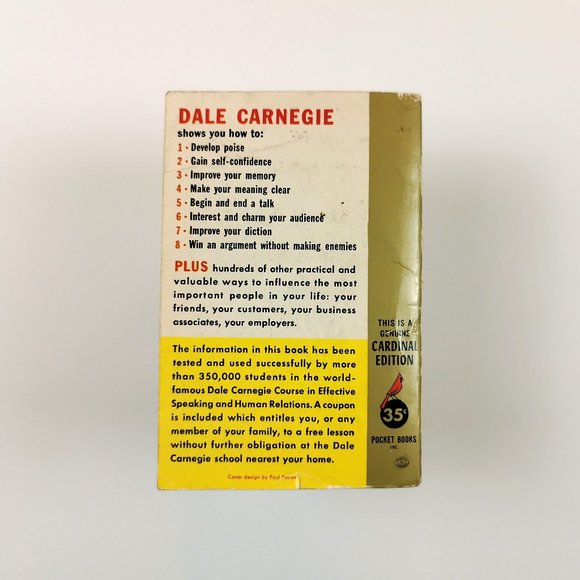 DALE CARNEGIE
shows you how to:
1 - Develop poise
2 - Gain self-confidence
3 - Improve your memory
4 - Make your meaning clear
5 - Begin and end a talk
6 - Interest and charm your audience
7 - Improve your diction
8 - Win an argument without making enemies
PLUS hundreds of other practical and
valuable ways to influence the most
important people in your life: your
friends, your customers, your business
associates, your employers.
The information in this book has been
tested and used successfully by more
than 350,000 students in the world-
famous Dale Carnegie Course in Effective
Speaking and Human Relations. A coupon
is included which entitles you, or any
member of your family, to a free lesson
without further obligation at the Dale
Carnegie school nearest your home.
Cover design by Paul
THIS IS A
GENUINE
CARDINAL
EDITION
35¢
POCKET BOOKS
INC.